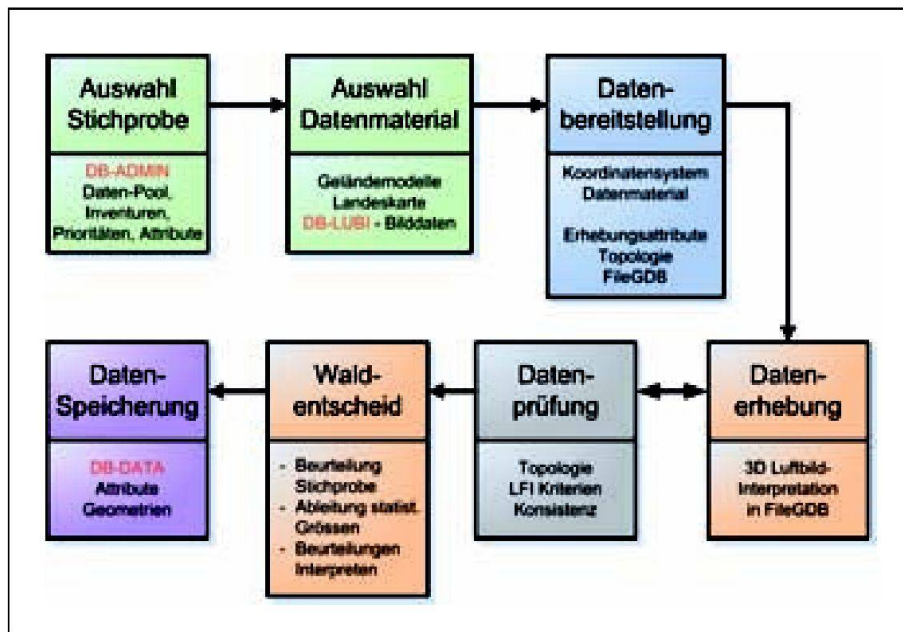 Auswahl
Stichprobe
DB-ADMIN
Daten-Pool,
Inventuren,
Prioritäten, Attribute
Auswahl
Datenmaterial
Geländemodelle
Landeskarte
DB-LUBI - Bilddaten
Daten-
bereitstellung
Koordinatensystem
Datenmaterial
Erhebungsattribute
Topologie
FileGDB
Daten-
Speicherung
DB-DATA
Attribute
Geometrien
Wald-
entscheid
- Beurteilung
Stichprobe
- Ableitung statist.
Grössen
- Beurteilungen
Interpreten
Daten-
prüfung
Topologie
LFI Kriterien
Konsistenz
Daten-
erhebung
3D Luftbild-
Interpretation
in FileGDB